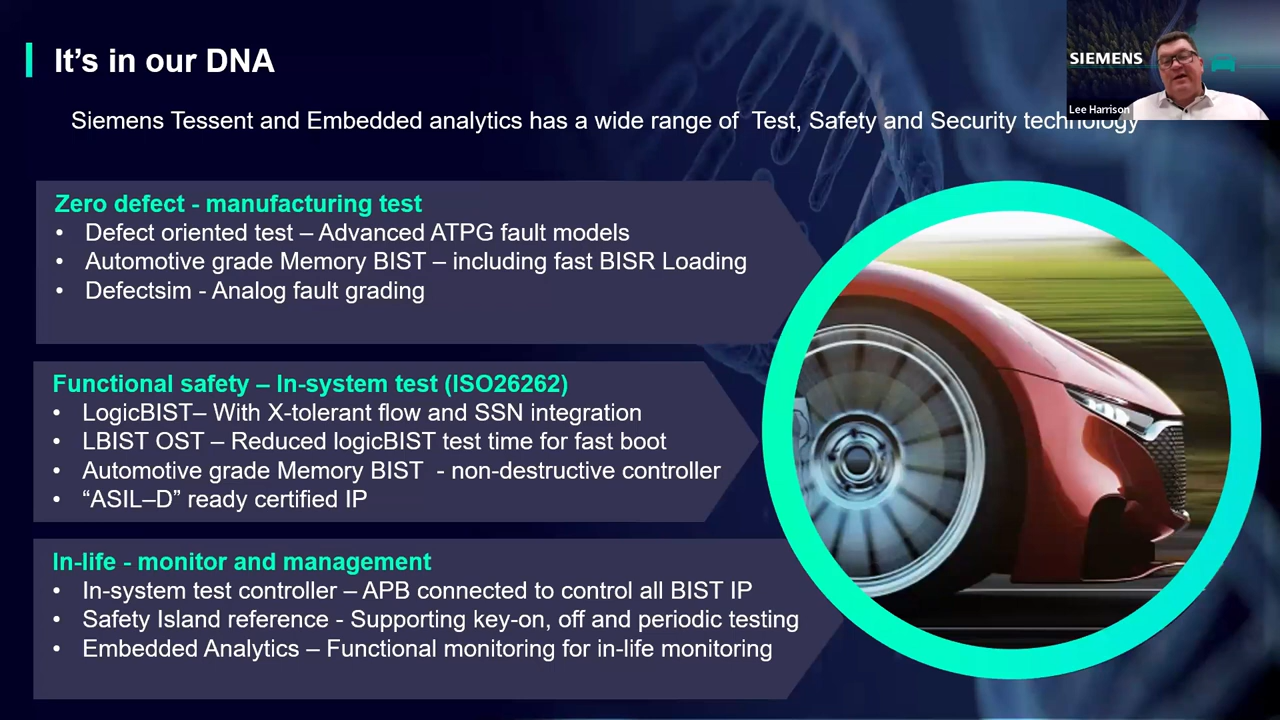 It's in our DNA
SIEMENS
Lee Harrison
Siemens Tessent and Embedded analytics has a wide range of  Test, Safety and Security technology
Zero defect - manufacturing test
• Defect oriented test – Advanced ATPG fault models
• Automotive grade Memory BIST – including fast BISR Loading
• Defectsim - Analog fault grading
Functional safety – In-system test (ISO26262)
• LogicBIST– With X-tolerant flow and SSN integration
• LBIST OST – Reduced logicBIST test time for fast boot
• Automotive grade Memory BIST  - non-destructive controller
• “ASIL–D” ready certified IP
In-life - monitor and management
• In-system test controller – APB connected to control all BIST IP
• Safety Island reference - Supporting key-on, off and periodic testing
• Embedded Analytics – Functional monitoring for in-life monitoring